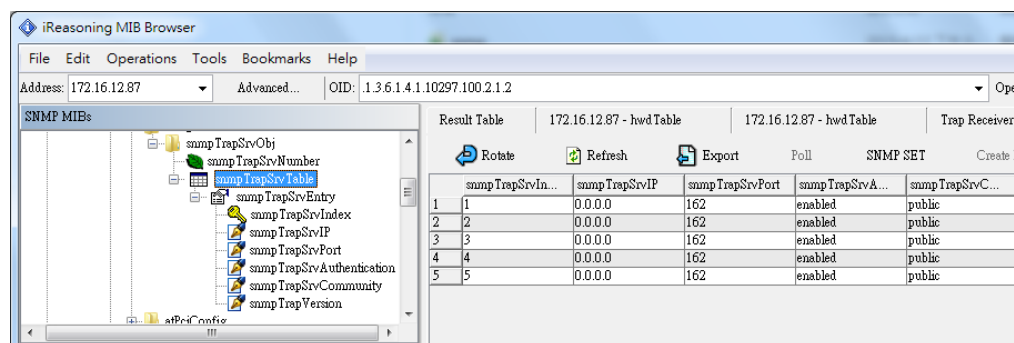 iReasoning MIB Browser
File Edit Operations Tools Bookmarks Help
Address: 172.16.12.87 Advanced... OID: .1.3.6.1.4.1.10297.100.2.1.2 Ope
SNMP MIBs
snmpTrapSrvObj
snmpTrapSrvNumber
snmpTrapSrvTable
snmpTrapSrvEntry
snmpTrapSrvIndex
snmpTrapSrvIP
snmpTrapSrvPort
snmpTrapSrvAuthentication
snmpTrapSrvCommunity
snmpTrapVersion
atPciConfig
Result Table 172.16.12.87 - hwdTable 172.16.12.87 - hwdTable Trap Receiver
Rotate Refresh Export Poll SNMP SET Create
snmpTrapSrvIn... snmpTrapSrvIP snmpTrapSrvPort snmpTrapSrvA... snmpTrapSrvC...
1 1 0.0.0.0 162 enabled public
2 2 0.0.0.0 162 enabled public
3 3 0.0.0.0 162 enabled public
4 4 0.0.0.0 162 enabled public
5 5 0.0.0.0 162 enabled public